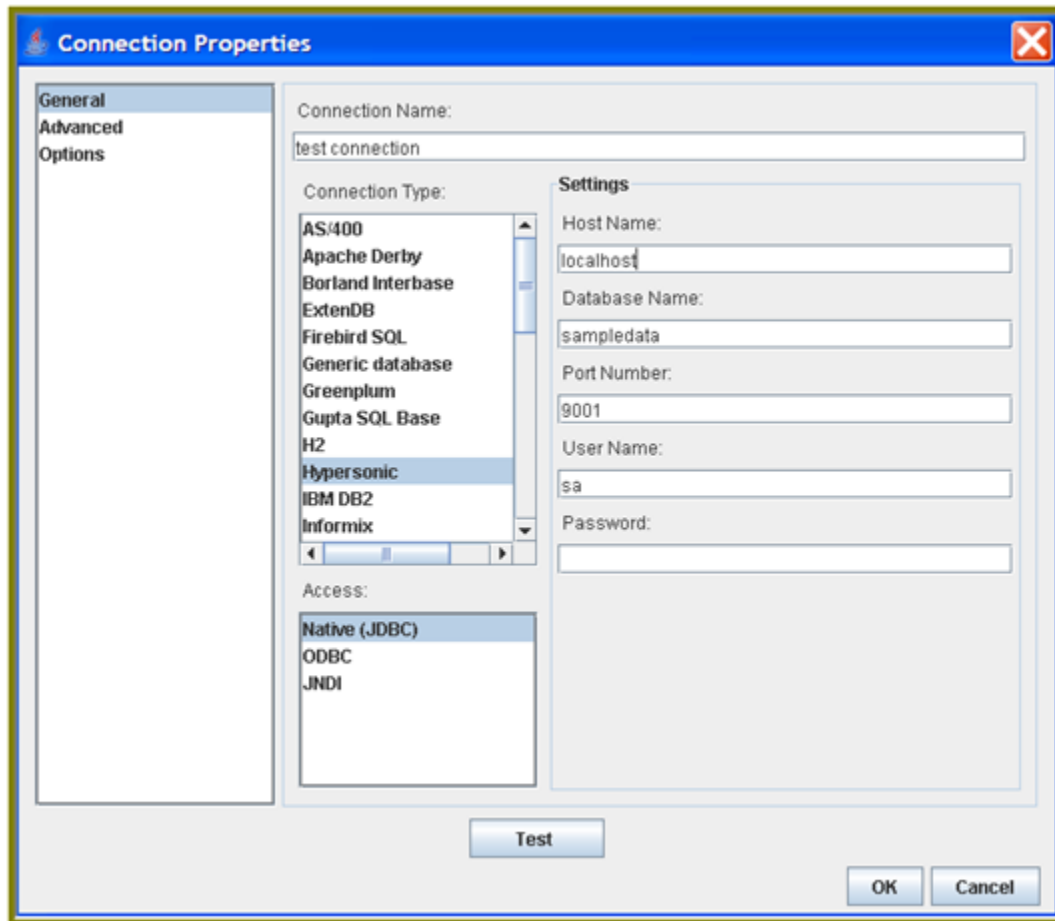 Connection Properties
General
Advanced
Options
Connection Name:
test connection
Connection Type:
AS/400
Apache Derby
Borland Interbase
ExtenDB
Firebird SQL
Generic database
Greenplum
Gupta SQL Base
H2
Hypersonic
IBM DB2
Informix
Access:
Native (JDBC)
ODBC
JNDI
Settings
Host Name:
localhost
Database Name:
sampledata
Port Number:
9001
User Name:
sa
Password:
Test
OK
Cancel